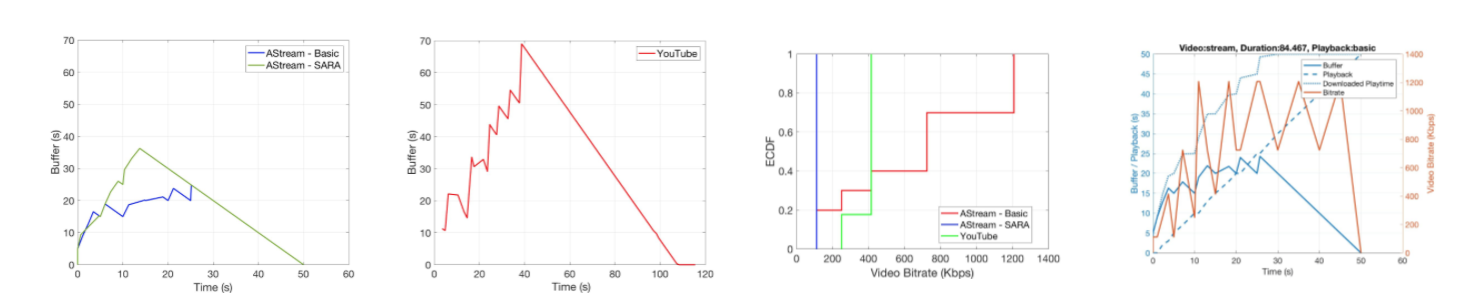 70
60
50
40
30
20
10
0
Buffer (s)
AStream - Basic
AStream - SARA
0 10 20 30 40 50 60
Time (s)
70
60
50
40
30
20
10
0
Buffer (s)
YouTube
0 20 40 60 80 100 120
Time (s)
1
0.8
0.6
0.4
0.2
0
ECDF
AStream - Basic
AStream - SARA
YouTube
0 200 400 600 800 1000 1200 1400
Video Bitrate (Kbps)
Video:stream, Duration:84.467, Playback:basic
50
45
40
35
30
25
20
15
10
5
0
Buffer / Playback (s)
Buffer
Playback
Downloaded Playtime
Bitrate
1400
1200
1000
800
600
400
200
0
Video Bitrate (Kbps)
0 10 20 30 40 50 60
Time (s)